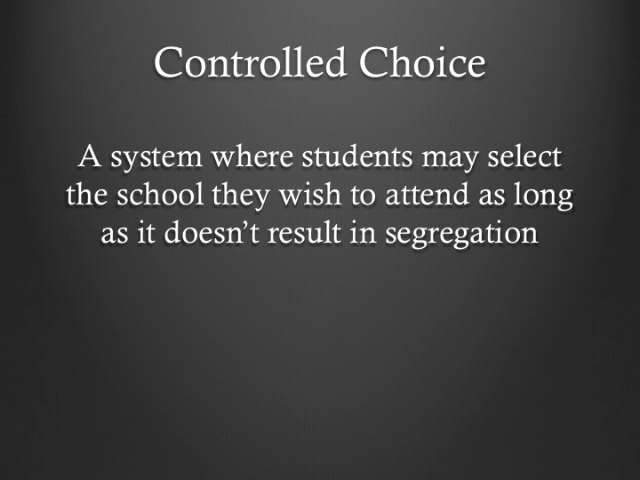 Controlled Choice
A system where students may select
the school they wish to attend as long
as it doesn’t result in segregation